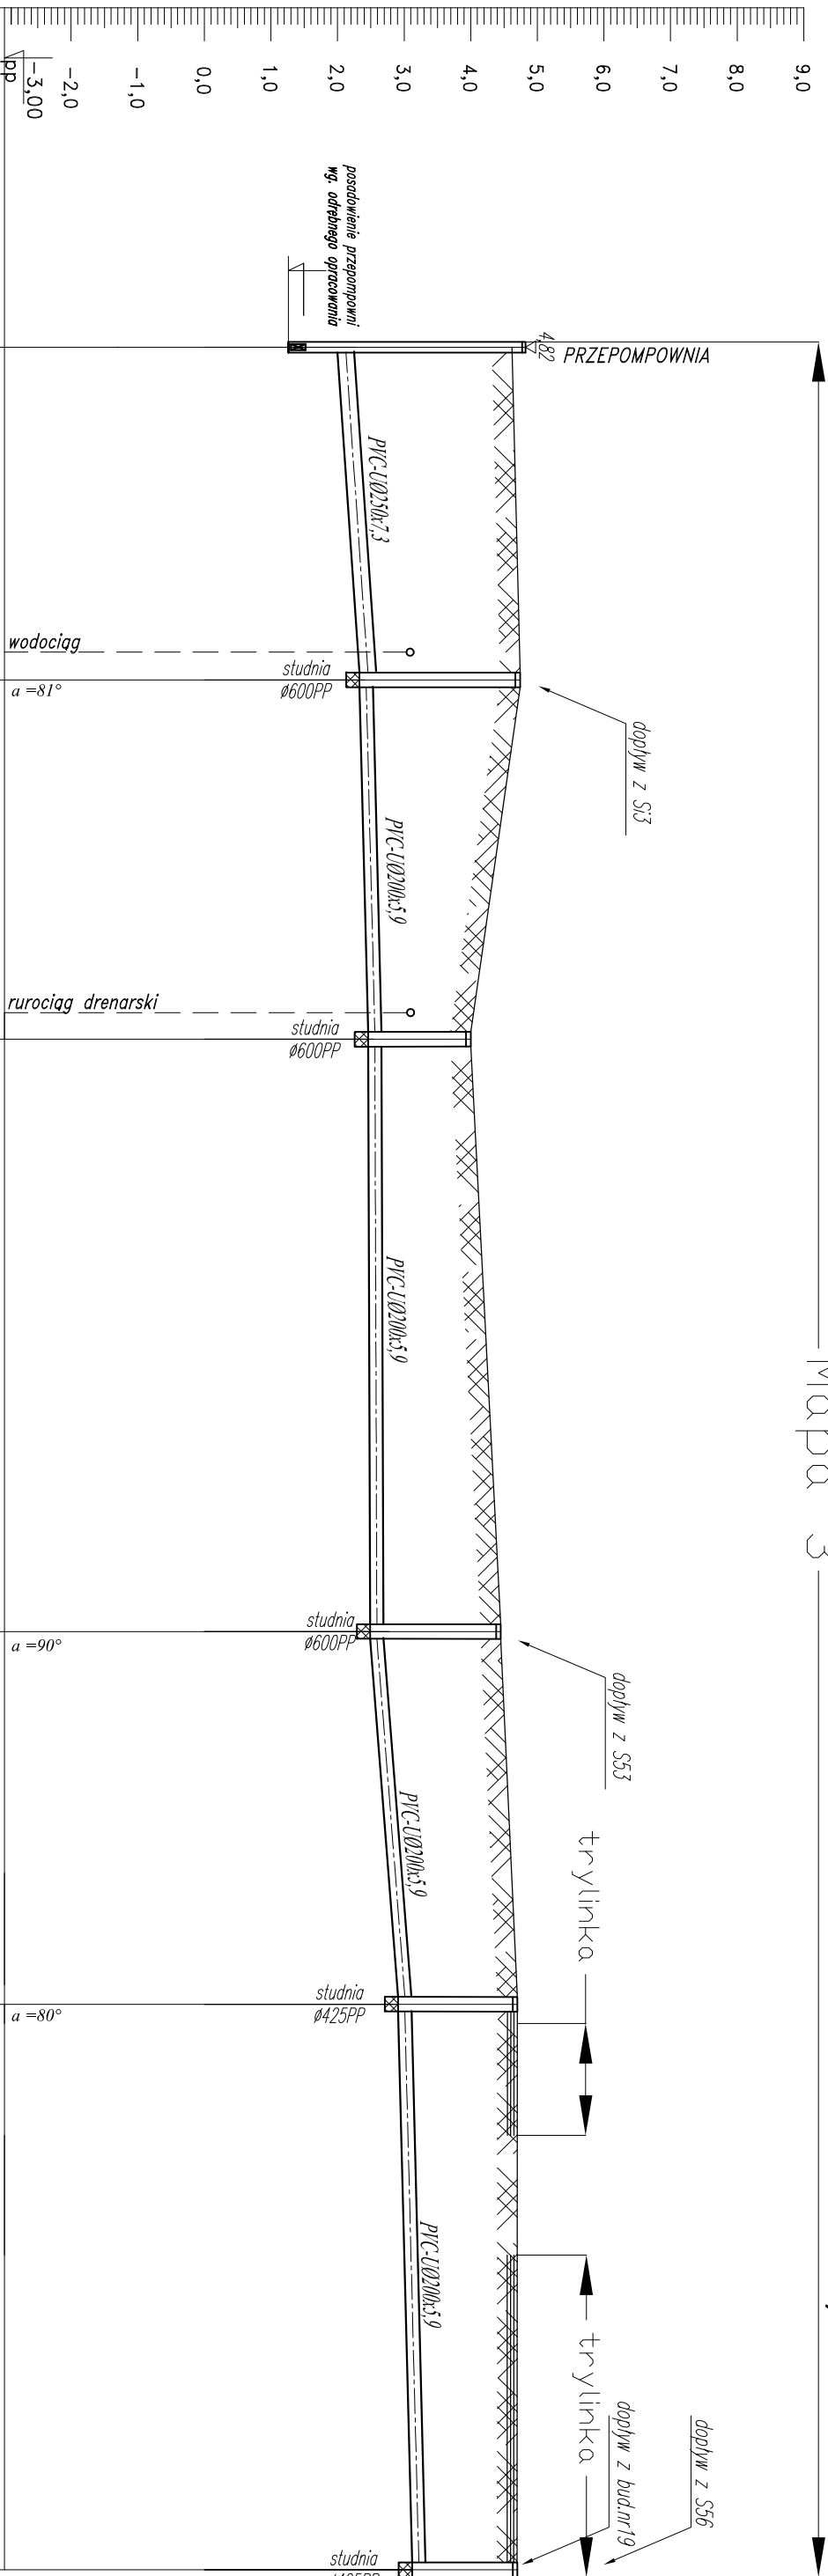 9,0
8,0
7,0
6,0
5,0
4,0
3,0
2,0
1,0
0,0
-1,0
-2,0
-3,00
pp
posadowienie przepompowni
wg. odrębnego opracowania
4,82
PRZEPOMPOWNIA
PVC-UØ250x7,3
wodociąg
studnia
ø600PP
a =81°
dopływ z Si3
PVC-UØ200x5,9
rurociąg drenarski
studnia
ø600PP
PVC-UØ200x5,9
Mapa 3
studnia
ø600PP
a =90°
dopływ z S53
PVC-UØ200x5,9
trylinka
studnia
ø425PP
a =80°
PVC-UØ200x5,9
trylinka
dopływ z bud.nr19
dopływ z S56
studnia